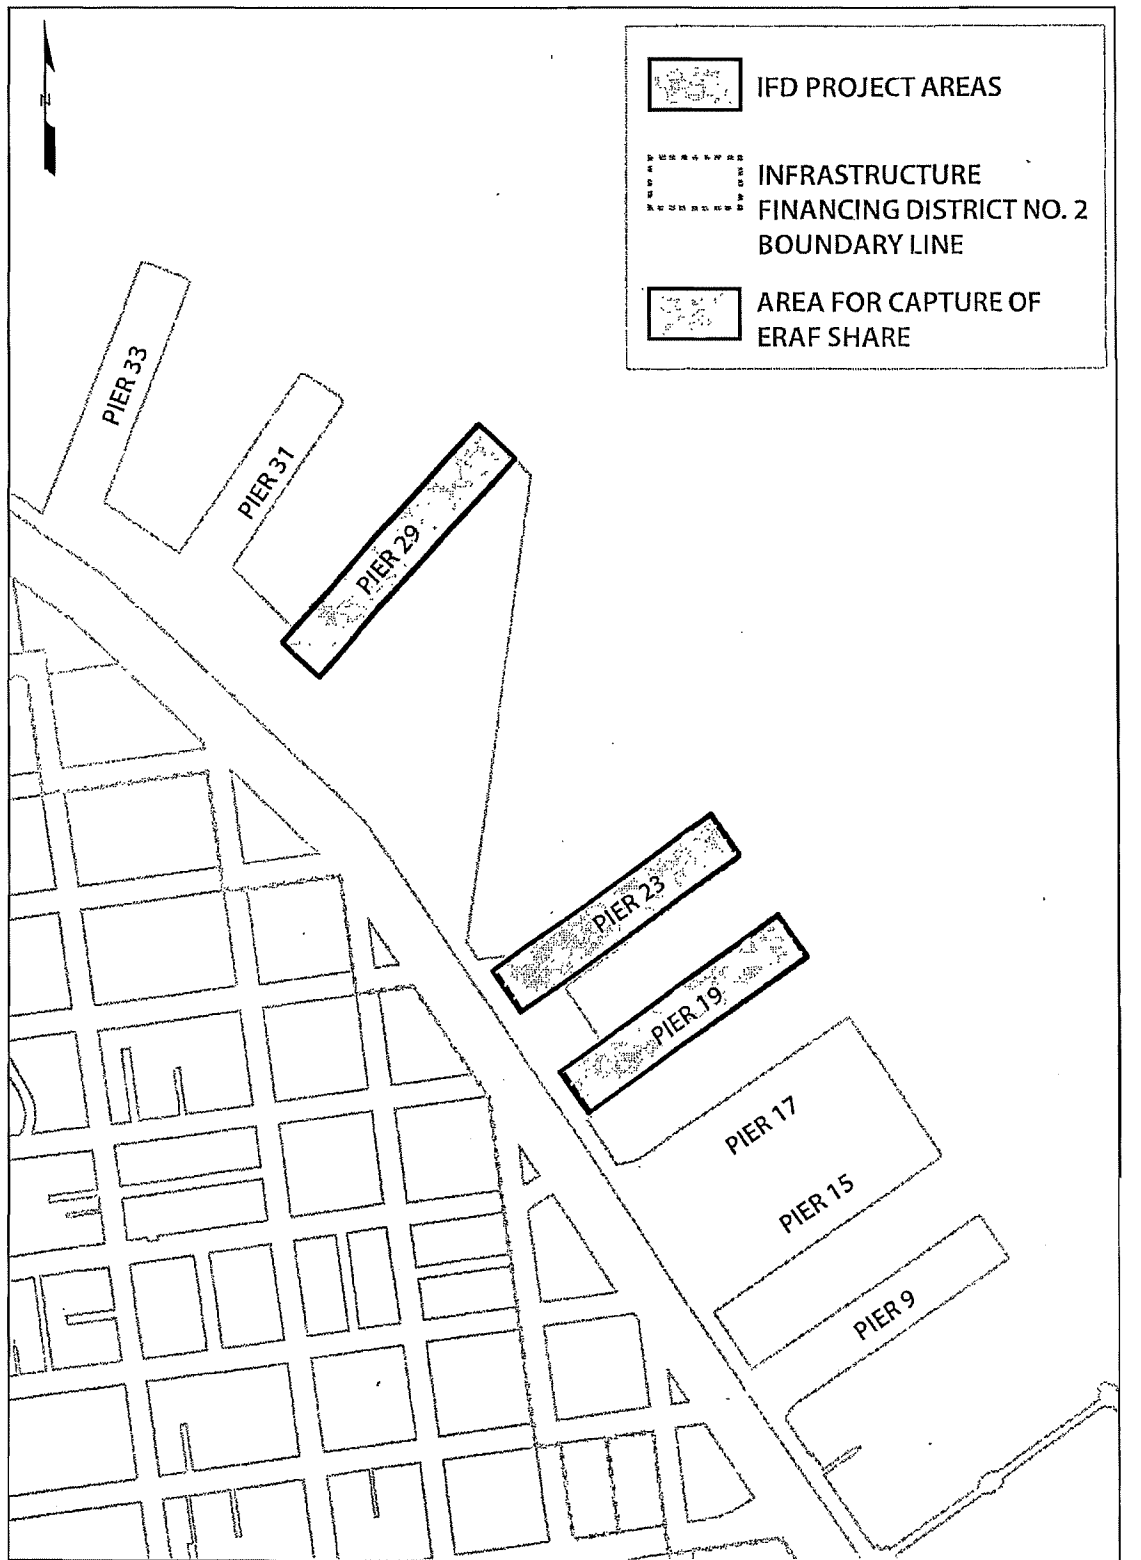 N
IFD PROJECT AREAS
INFRASTRUCTURE
FINANCING DISTRICT NO. 2
BOUNDARY LINE
AREA FOR CAPTURE OF
ERAF SHARE
PIER 33
PIER 31
PIER 29
PIER 23
PIER 19
PIER 17
PIER 15
PIER 9